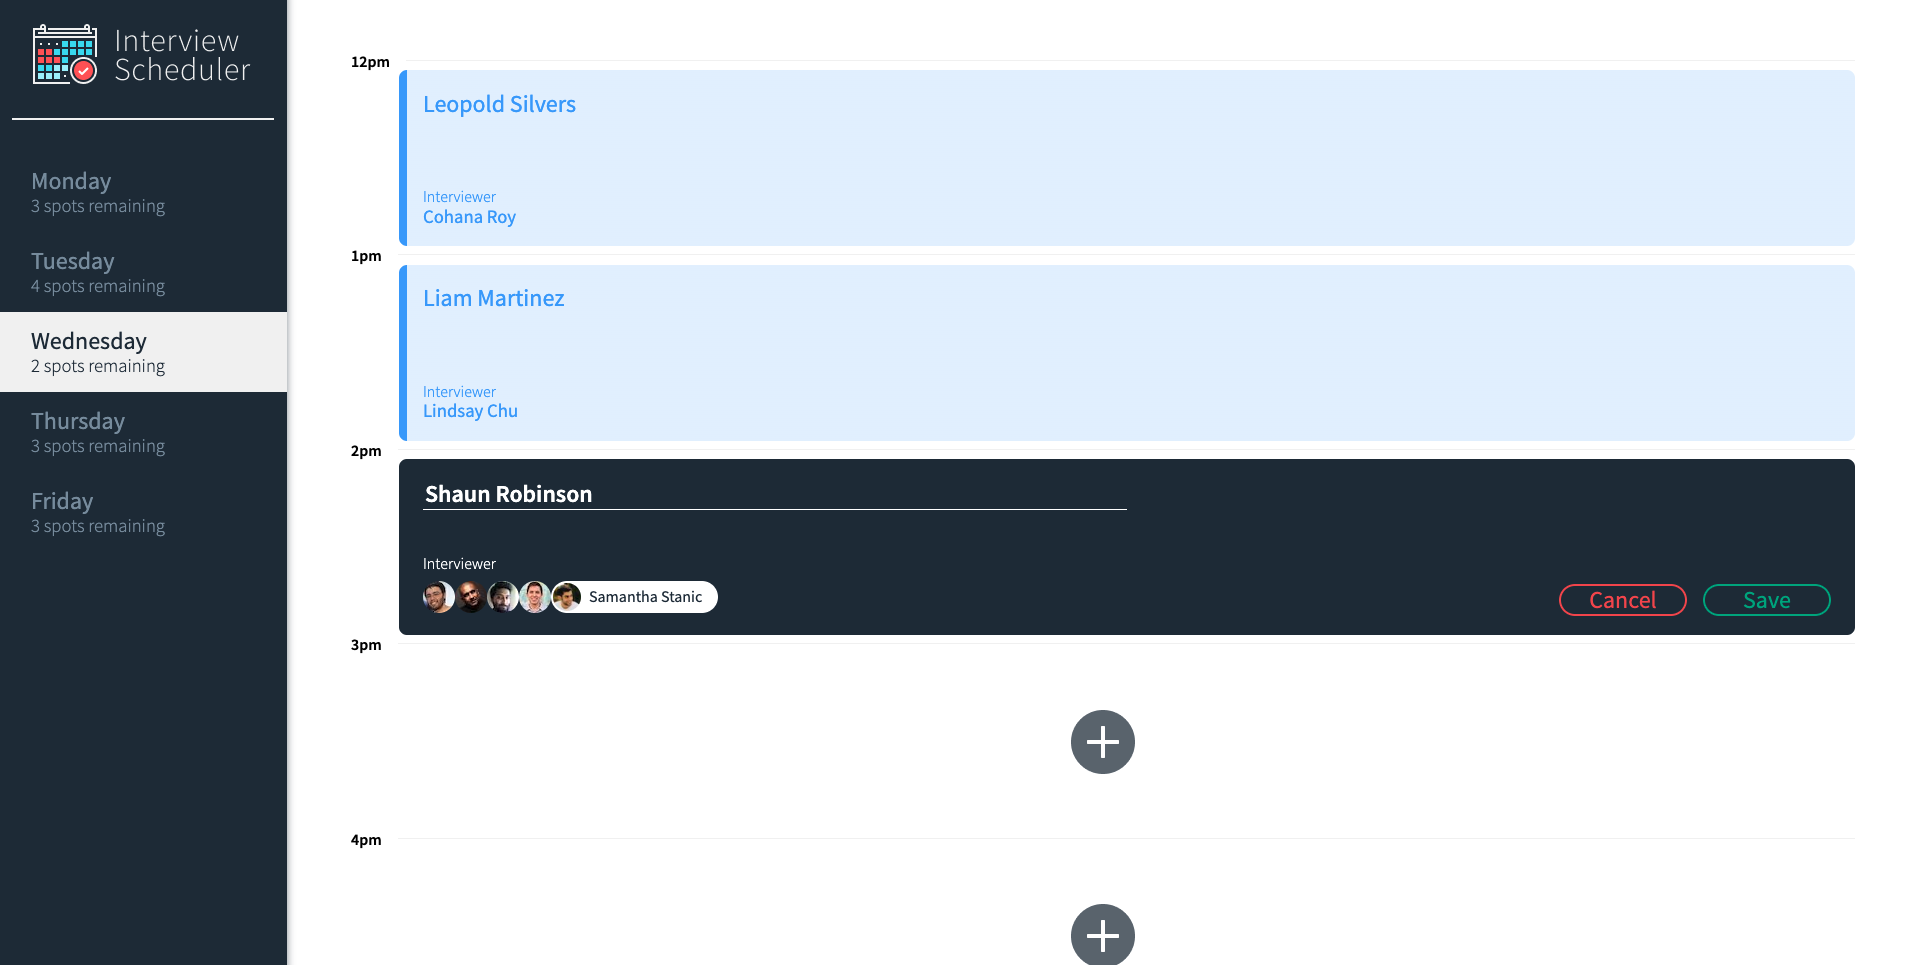 Interview
Scheduler
Monday
3 spots remaining
Tuesday
4 spots remaining
Wednesday
2 spots remaining
Thursday
3 spots remaining
Friday
3 spots remaining
12pm
Leopold Silvers
Interviewer
Cohana Roy
1pm
Liam Martinez
Interviewer
Lindsay Chu
2pm
Shaun Robinson
Interviewer
Samantha Stanic
Cancel
Save
3pm
4pm